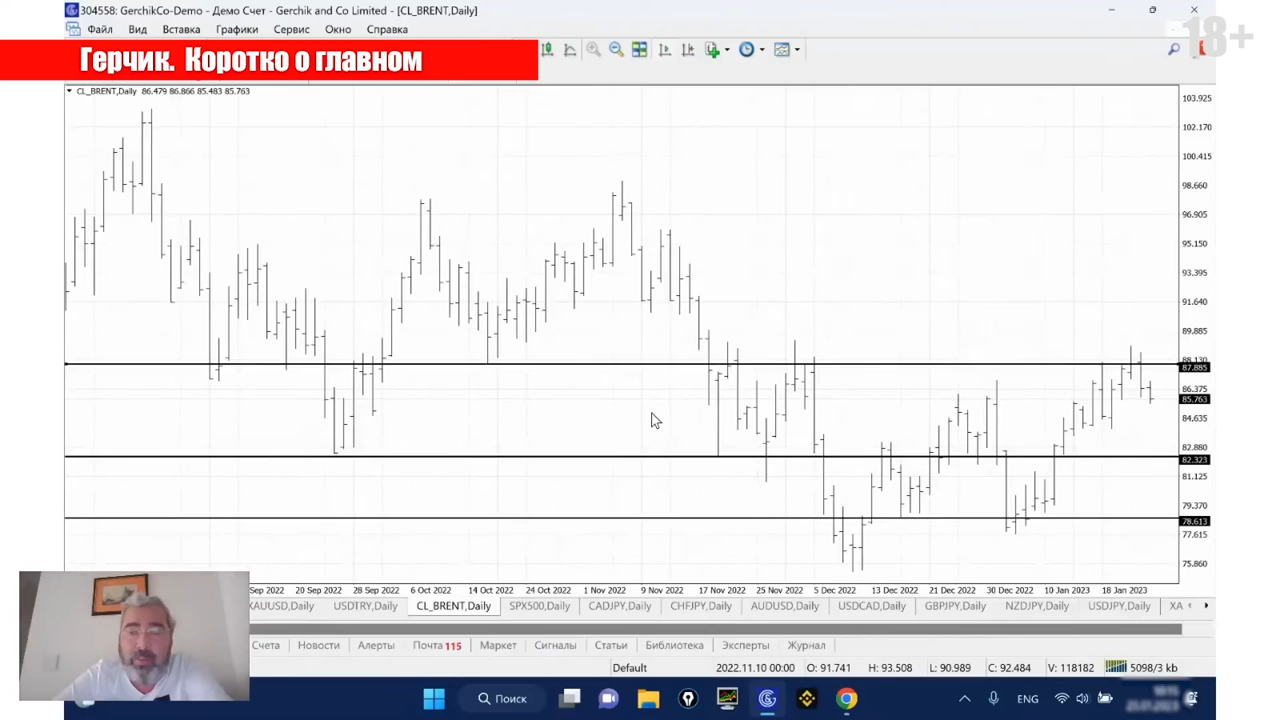 304558: GerchikCo-Demo - Демо Счет - Gerchik and Co Limited - [CL_BRENT,Daily]
18+
Файл Вид Вставка Графики Сервис Окно Справка
Герчик. Коротко о главном
CL_BRENT,Daily 86.479 86.866 85.483 85.763
103.925
102.170
100.415
98.660
96.905
95.150
93.395
91.640
89.885
88.130
87.885
86.375
85.763
84.635
82.880
82.323
81.125
79.370
78.613
77.615
75.860
Sep 2022 20 Sep 2022 28 Sep 2022 6 Oct 2022 14 Oct 2022 24 Oct 2022 1 Nov 2022 9 Nov 2022 17 Nov 2022 25 Nov 2022 5 Dec 2022 13 Dec 2022 21 Dec 2022 30 Dec 2022 10 Jan 2023 18 Jan 2023
XAUUSD,Daily USDTRY,Daily CL_BRENT,Daily SPX500,Daily CADJPY,Daily CHFJPY,Daily AUDUSD,Daily USDCAD,Daily GBPJPY,Daily NZDJPY,Daily USDJPY,Daily XA
Счета Новости Алерты Почта 115 Маркет Сигналы Статьи Библиотека Эксперты Журнал
Default 2022.11.10 00:00 O: 91.741 H: 93.508 L: 90.989 C: 92.484 V: 118182 5098/3 kb
Поиск ENG